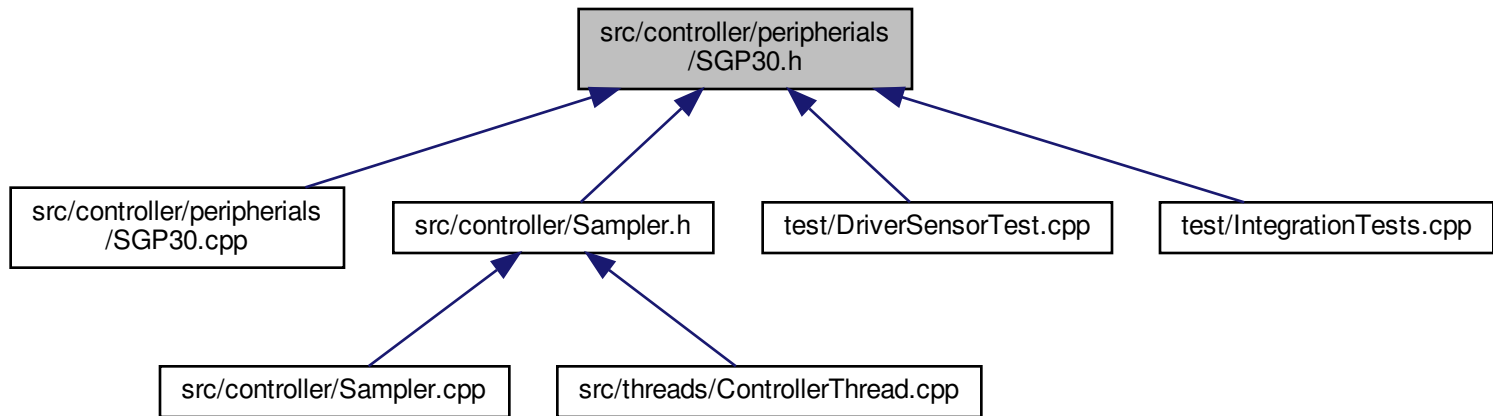 src/controller/peripherials
/SGP30.h
src/controller/peripherials
/SGP30.cpp
src/controller/Sampler.h
test/DriverSensorTest.cpp
test/IntegrationTests.cpp
src/controller/Sampler.cpp
src/threads/ControllerThread.cpp